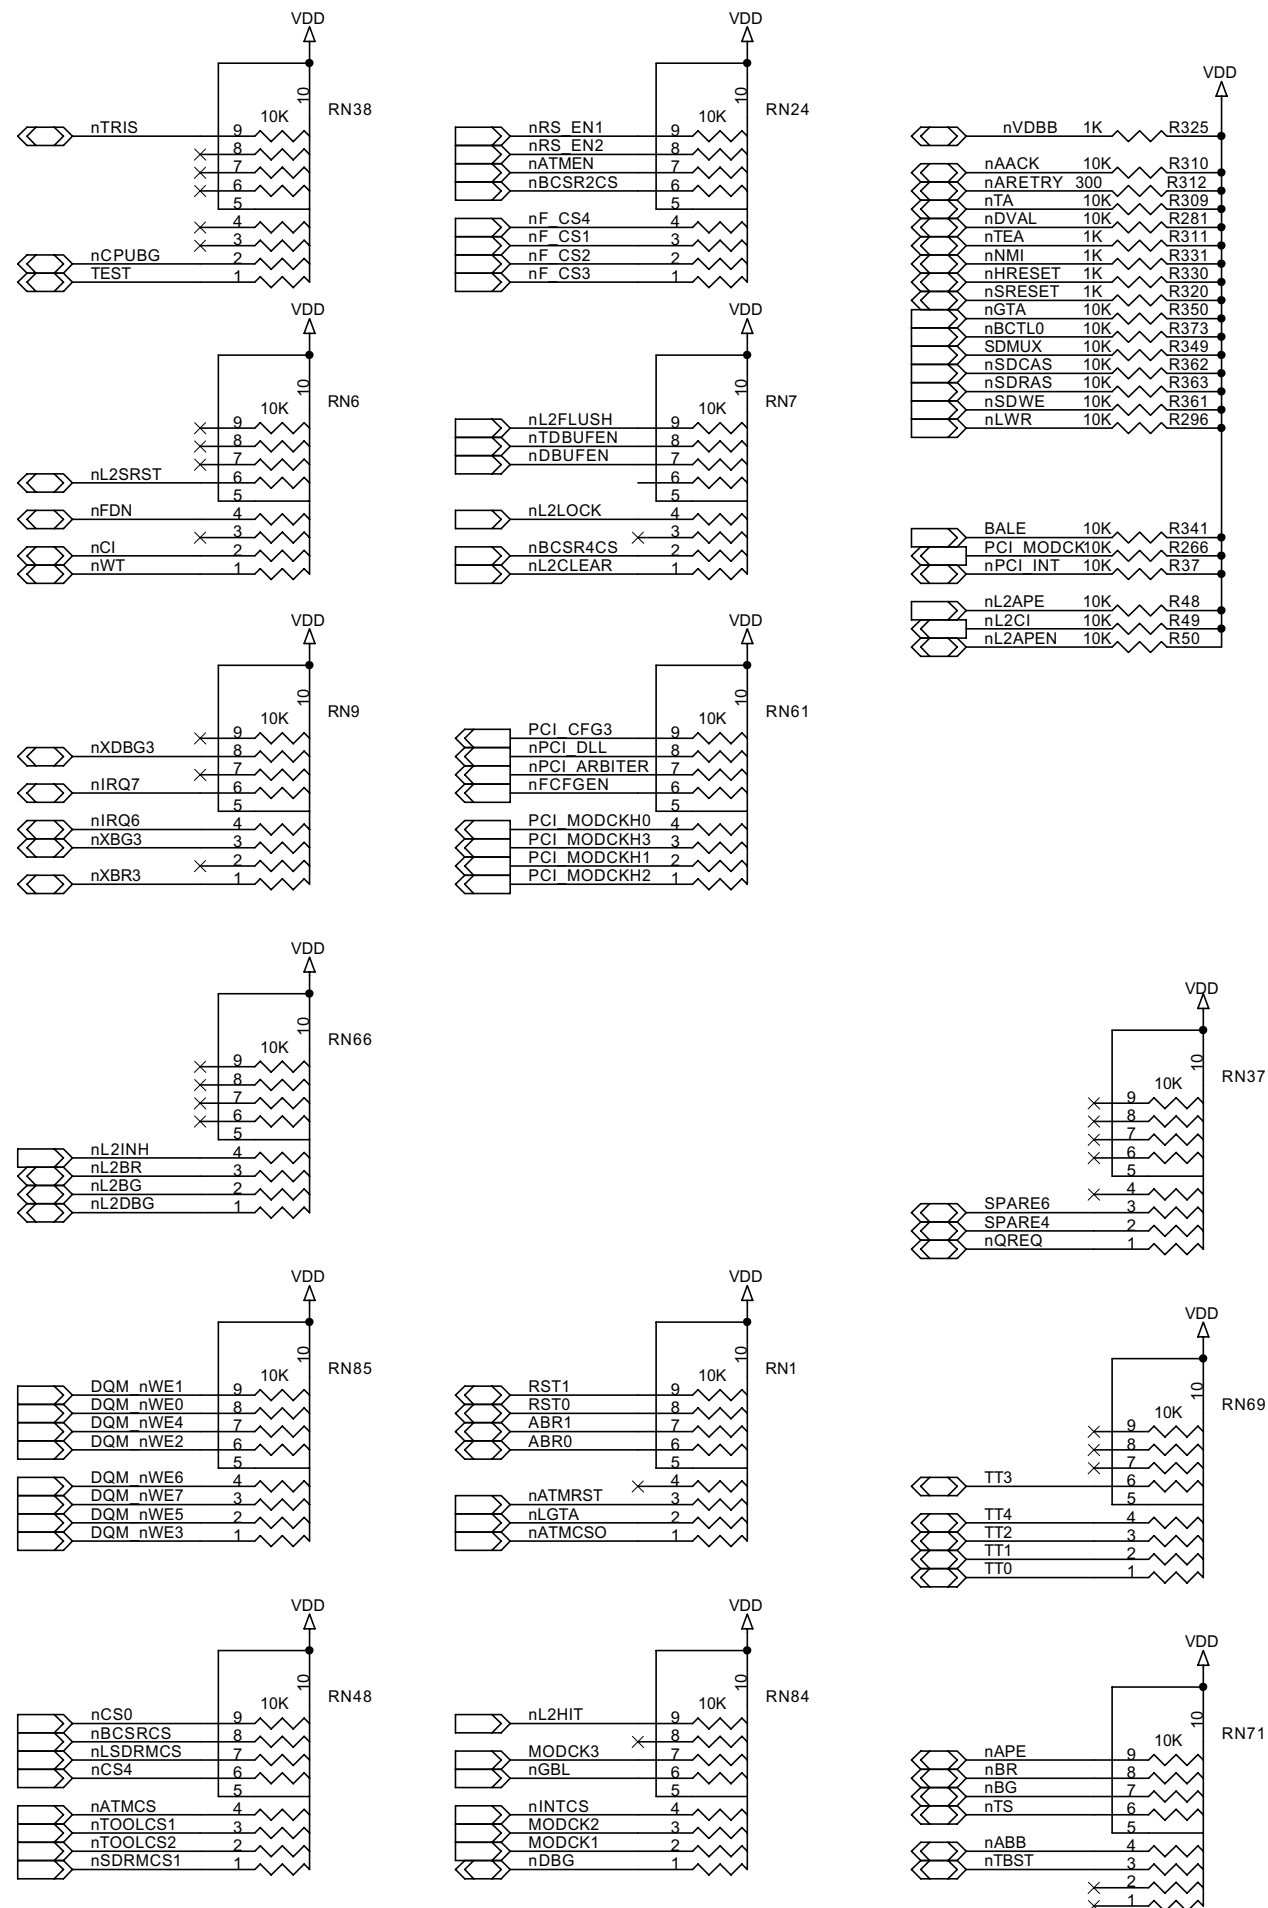 VDD
10
RN38
10K
nTRIS 9
8
7
6
5
4
3
nCPUBG 2
TEST 1
VDD
10
RN24
10K
nRS_EN1 9
nRS_EN2 8
nATMEN 7
nBCSR2CS 6
5
nF_CS4 4
nF_CS1 3
nF_CS2 2
nF_CS3 1
VDD
nVDBB 1K R325
nAACK 10K R310
nARETRY 300 R312
nTA 10K R309
nDVAL 10K R281
nTEA 1K R311
nNMI 1K R331
nHRESET 1K R330
nSRESET 1K R320
nGTA 10K R350
nBCTL0 10K R373
SDMUX 10K R349
nSDCAS 10K R362
nSDRAS 10K R363
nSDWE 10K R361
nLWR 10K R296
BALE 10K R341
PCI_MODCK10K R266
nPCI_INT 10K R37
nL2APE 10K R48
nL2CI 10K R49
nL2APEN 10K R50
VDD
10
RN6
10K
9
8
7
nL2SRST 6
5
nFDN 4
3
nCI 2
nWT 1
VDD
10
RN7
10K
nL2FLUSH 9
nTDBUFEN 8
nDBUFEN 7
6
5
nL2LOCK 4
3
nBCSR4CS 2
nL2CLEAR 1
VDD
10
RN9
10K
9
nXDBG3 8
7
nIRQ7 6
5
nIRQ6 4
nXBG3 3
2
nXBR3 1
VDD
10
RN61
10K
PCI_CFG3 9
nPCI_DLL 8
nPCI_ARBITER 7
nFCFGEN 6
5
PCI_MODCKH0 4
PCI_MODCKH3 3
PCI_MODCKH1 2
PCI_MODCKH2 1
VDD
10
RN66
10K
9
8
7
6
5
nL2INH 4
nL2BR 3
nL2BG 2
nL2DBG 1
VDD
10
RN37
10K
9
8
7
6
5
4
SPARE6 3
SPARE4 2
nQREQ 1
VDD
10
RN85
10K
DQM_nWE1 9
DQM_nWE0 8
DQM_nWE4 7
DQM_nWE2 6
5
DQM_nWE6 4
DQM_nWE7 3
DQM_nWE5 2
DQM_nWE3 1
VDD
10
RN1
10K
RST1 9
RST0 8
ABR1 7
ABR0 6
5
4
nATMRST 3
nLGTA 2
nATMCSO 1
VDD
10
RN69
10K
9
8
7
TT3 6
5
TT4 4
TT2 3
TT1 2
TT0 1
VDD
10
RN48
10K
nCS0 9
nBCSRCS 8
nLSDRMCS 7
nCS4 6
5
nATMCS 4
nTOOLCS1 3
nTOOLCS2 2
nSDRMCS1 1
VDD
10
RN84
10K
nL2HIT 9
8
MODCK3 7
nGBL 6
5
nINTCS 4
MODCK2 3
MODCK1 2
nDBG 1
VDD
10
RN71
10K
nAPE 9
nBR 8
nBG 7
nTS 6
5
nABB 4
nTBST 3
2
1